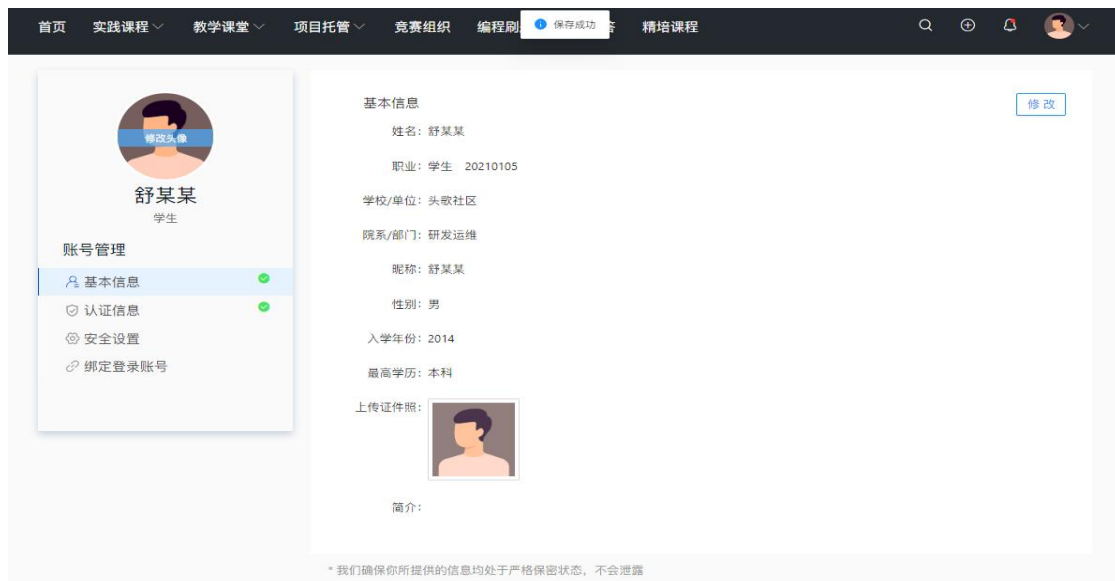 首页 实践课程 教学课堂 项目托管 竞赛组织 编程刷 保存成功 精培课程
修改头像
舒某某
学生
账号管理
基本信息
认证信息
安全设置
绑定登录账号
基本信息
修改
姓名：舒某某
职业：学生 20210105
学校/单位：头歌社区
院系/部门：研发运维
昵称：舒某某
性别：男
入学年份：2014
最高学历：本科
上传证件照：
简介：
* 我们确保你所提供的信息均处于严格保密状态，不会泄露